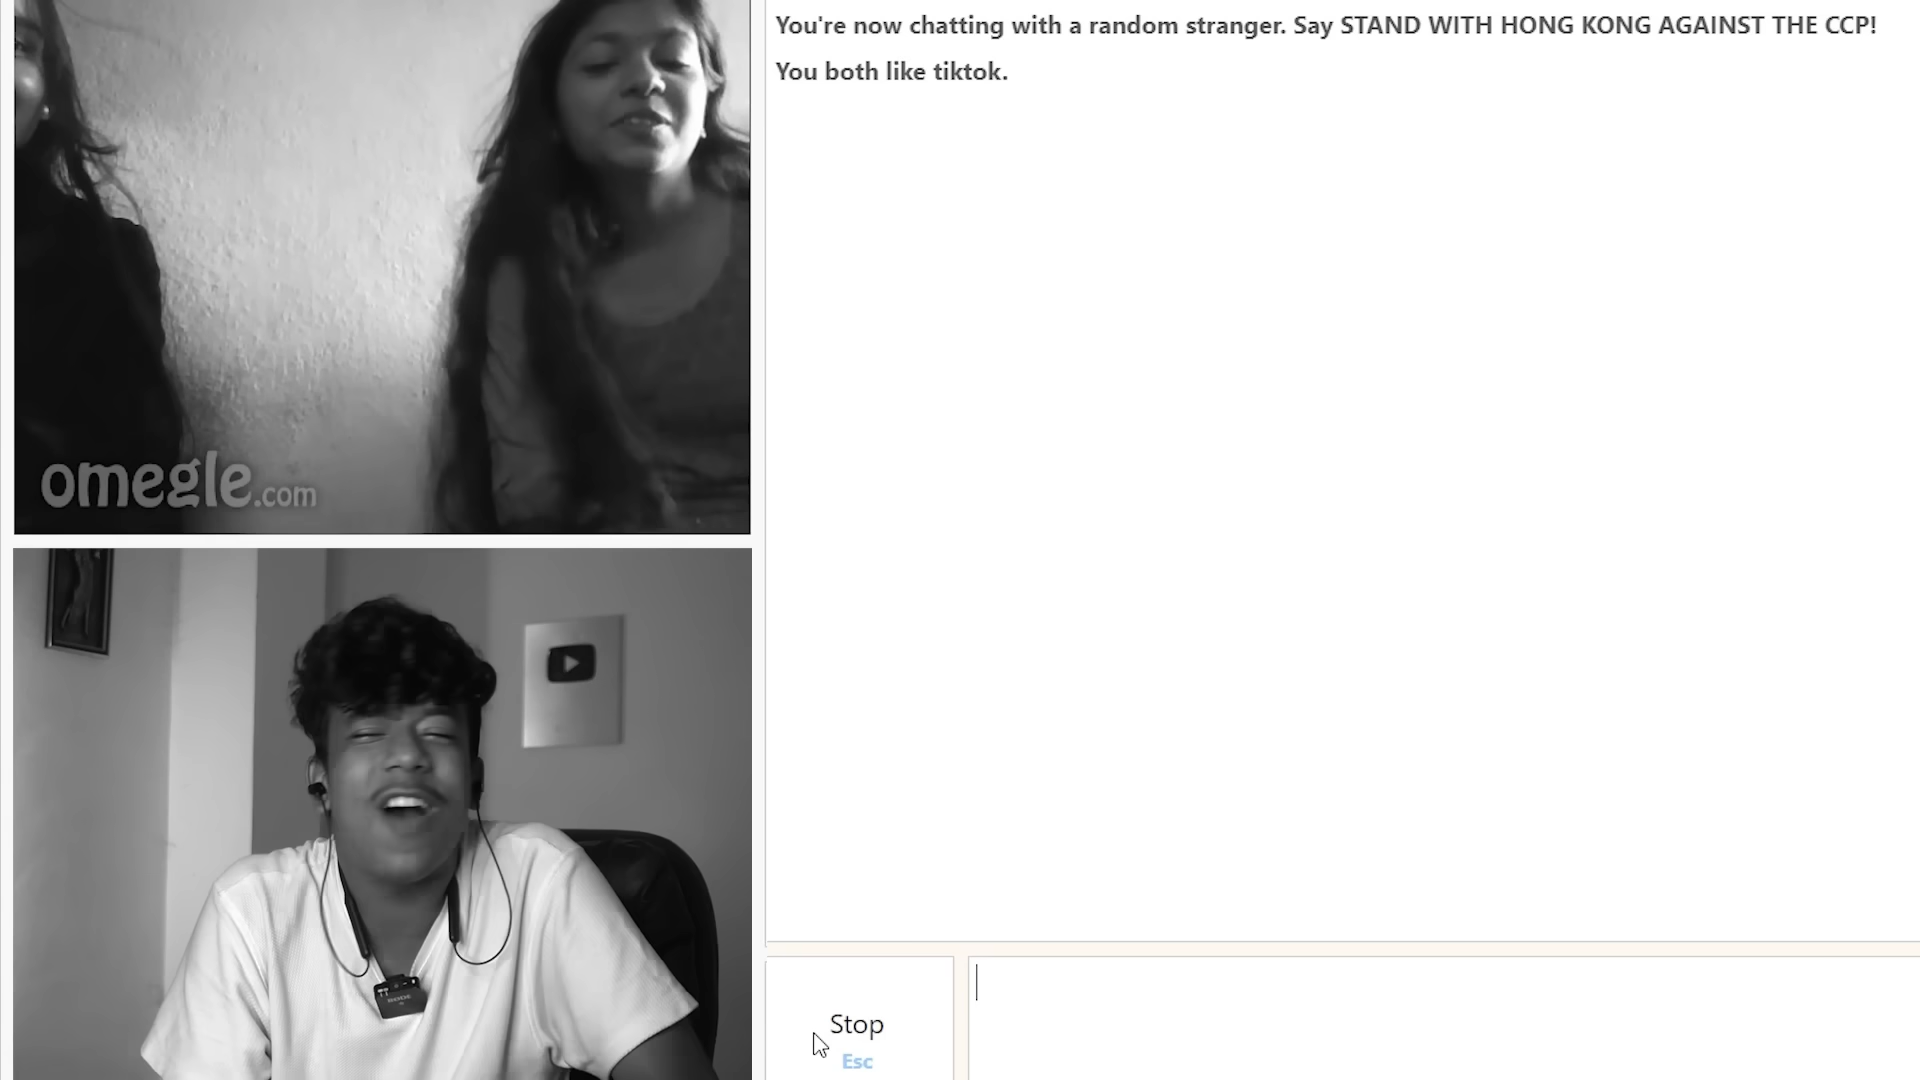 You're now chatting with a random stranger. Say STAND WITH HONG KONG AGAINST THE CCP!
You both like tiktok.
omegle.com
RODE
Stop
Esc